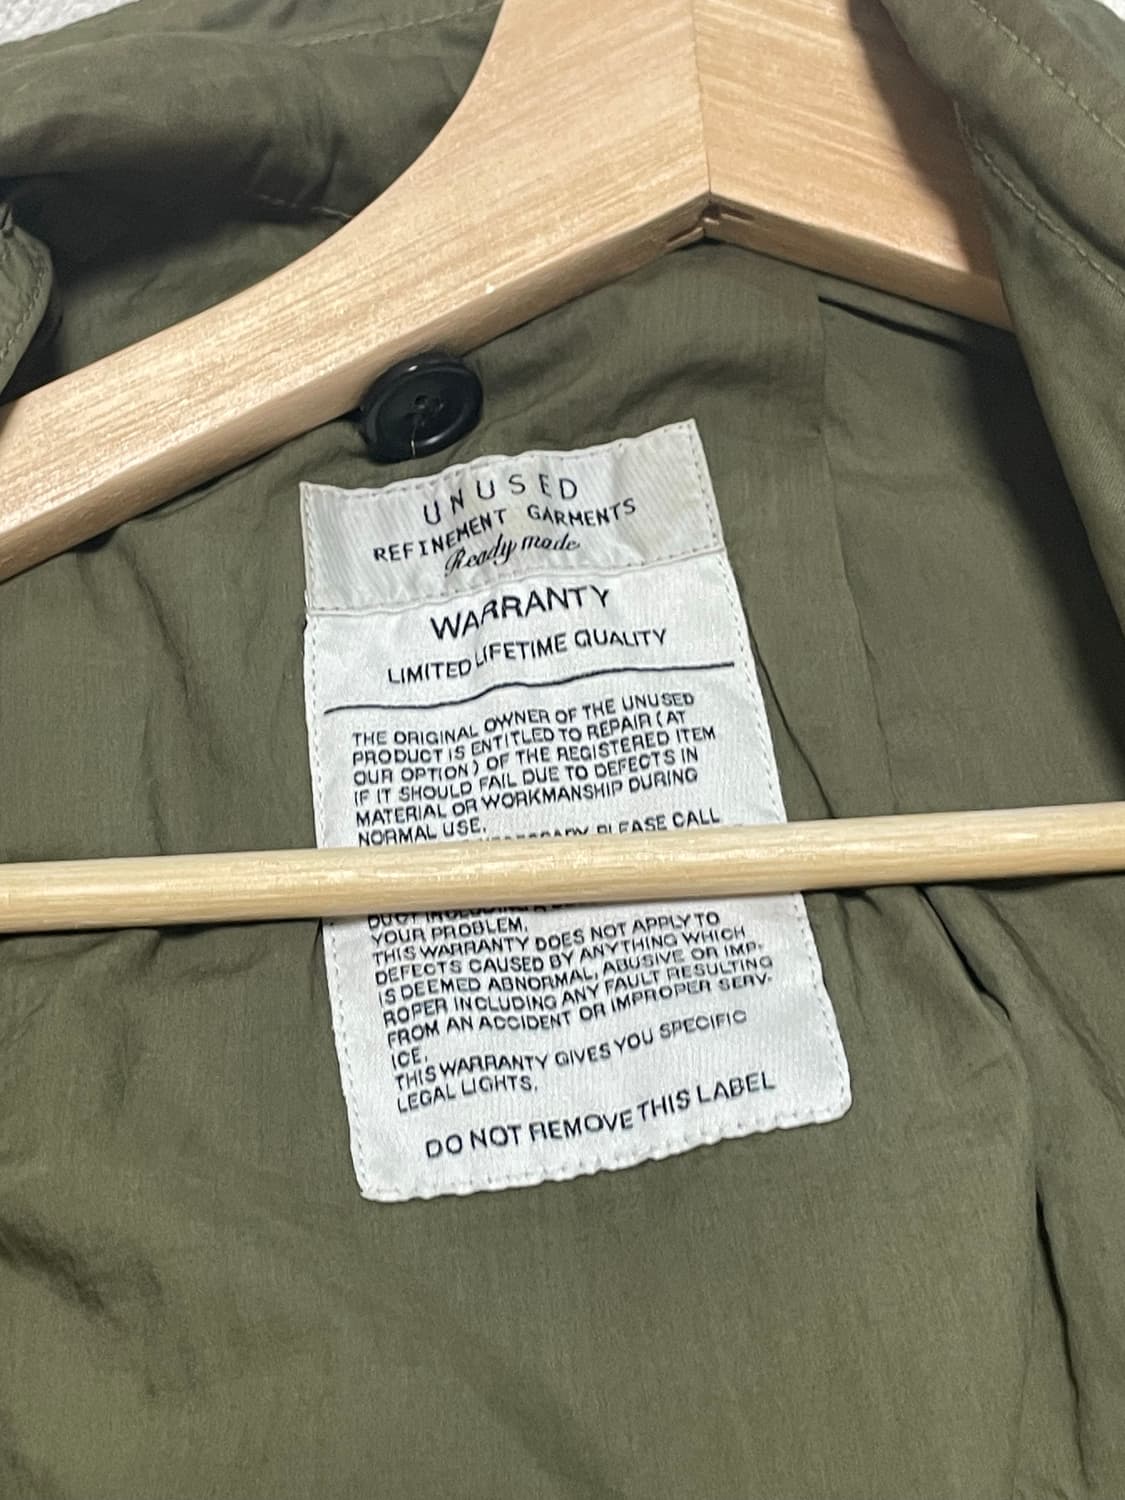 UNUSED
REFINEMENT GARMENTS
Ready made
WARRANTY
LIMITED LIFETIME QUALITY
THE ORIGINAL OWNER OF THE UNUSED
PRODUCT IS ENTITLED TO REPAIR (AT
OUR OPTION) OF THE REGISTERED ITEM
IF IT SHOULD FAIL DUE TO DEFECTS IN
MATERIAL OR WORKMANSHIP DURING
NORMAL USE.
PLEASE CALL
YOUR PROBLEM.
THIS WARRANTY DOES NOT APPLY TO
DEFECTS CAUSED BY ANYTHING WHICH
IS DEEMED ABNORMAL, ABUSIVE OR IMP-
ROPER INCLUDING ANY FAULT RESULTING
FROM AN ACCIDENT OR IMPROPER SERV-
ICE.
THIS WARRANTY GIVES YOU SPECIFIC
LEGAL LIGHTS.
DO NOT REMOVE THIS LABEL